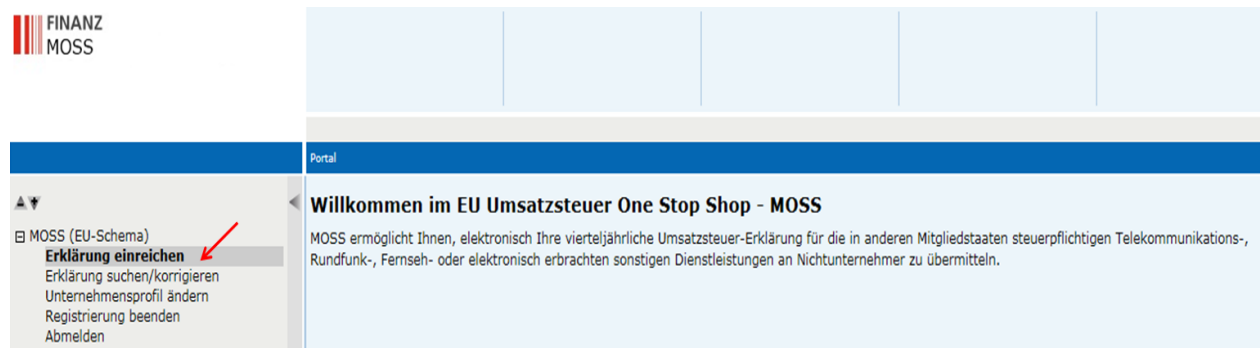 FINANZ
MOSS
Portal
MOSS (EU-Schema)
Erklärung einreichen
Erklärung suchen/korrigieren
Unternehmensprofil ändern
Registrierung beenden
Abmelden
Willkommen im EU Umsatzsteuer One Stop Shop - MOSS
MOSS ermöglicht Ihnen, elektronisch Ihre vierteljährliche Umsatzsteuer-Erklärung für die in anderen Mitgliedstaaten steuerpflichtigen Telekommunikations-,
Rundfunk-, Fernseh- oder elektronisch erbrachten sonstigen Dienstleistungen an Nichtunternehmer zu übermitteln.